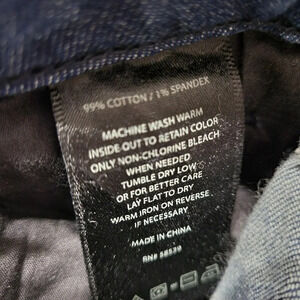 99% COTTON / 1% SPANDEX
MACHINE WASH WARM
INSIDE OUT TO RETAIN COLOR
ONLY NON-CHLORINE BLEACH
WHEN NEEDED
TUMBLE DRY LOW
OR FOR BETTER CARE
LAY FLAT TO DRY
WARM IRON ON REVERSE
IF NECESSARY
MADE IN CHINA